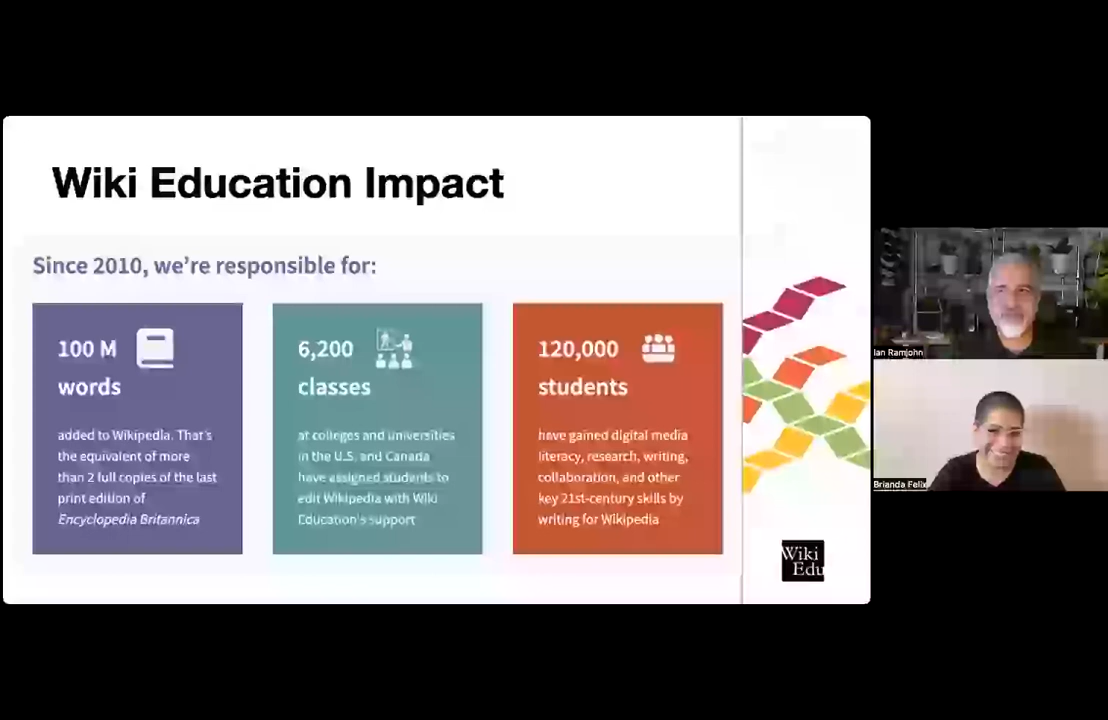 Wiki Education Impact
Since 2010, we're responsible for:
100 M
words
added to Wikipedia. That's
the equivalent of more
than 2 full copies of the last
print edition of
Encyclopedia Britannica
6,200
classes
at colleges and universities
in the U.S. and Canada
have assigned students to
edit Wikipedia with Wiki
Education's support
120,000
students
have gained digital media
literacy, research, writing,
collaboration, and other
key 21st-century skills by
writing for Wikipedia
Wiki
Edu
Ian Ramjohn
Brianda Felix